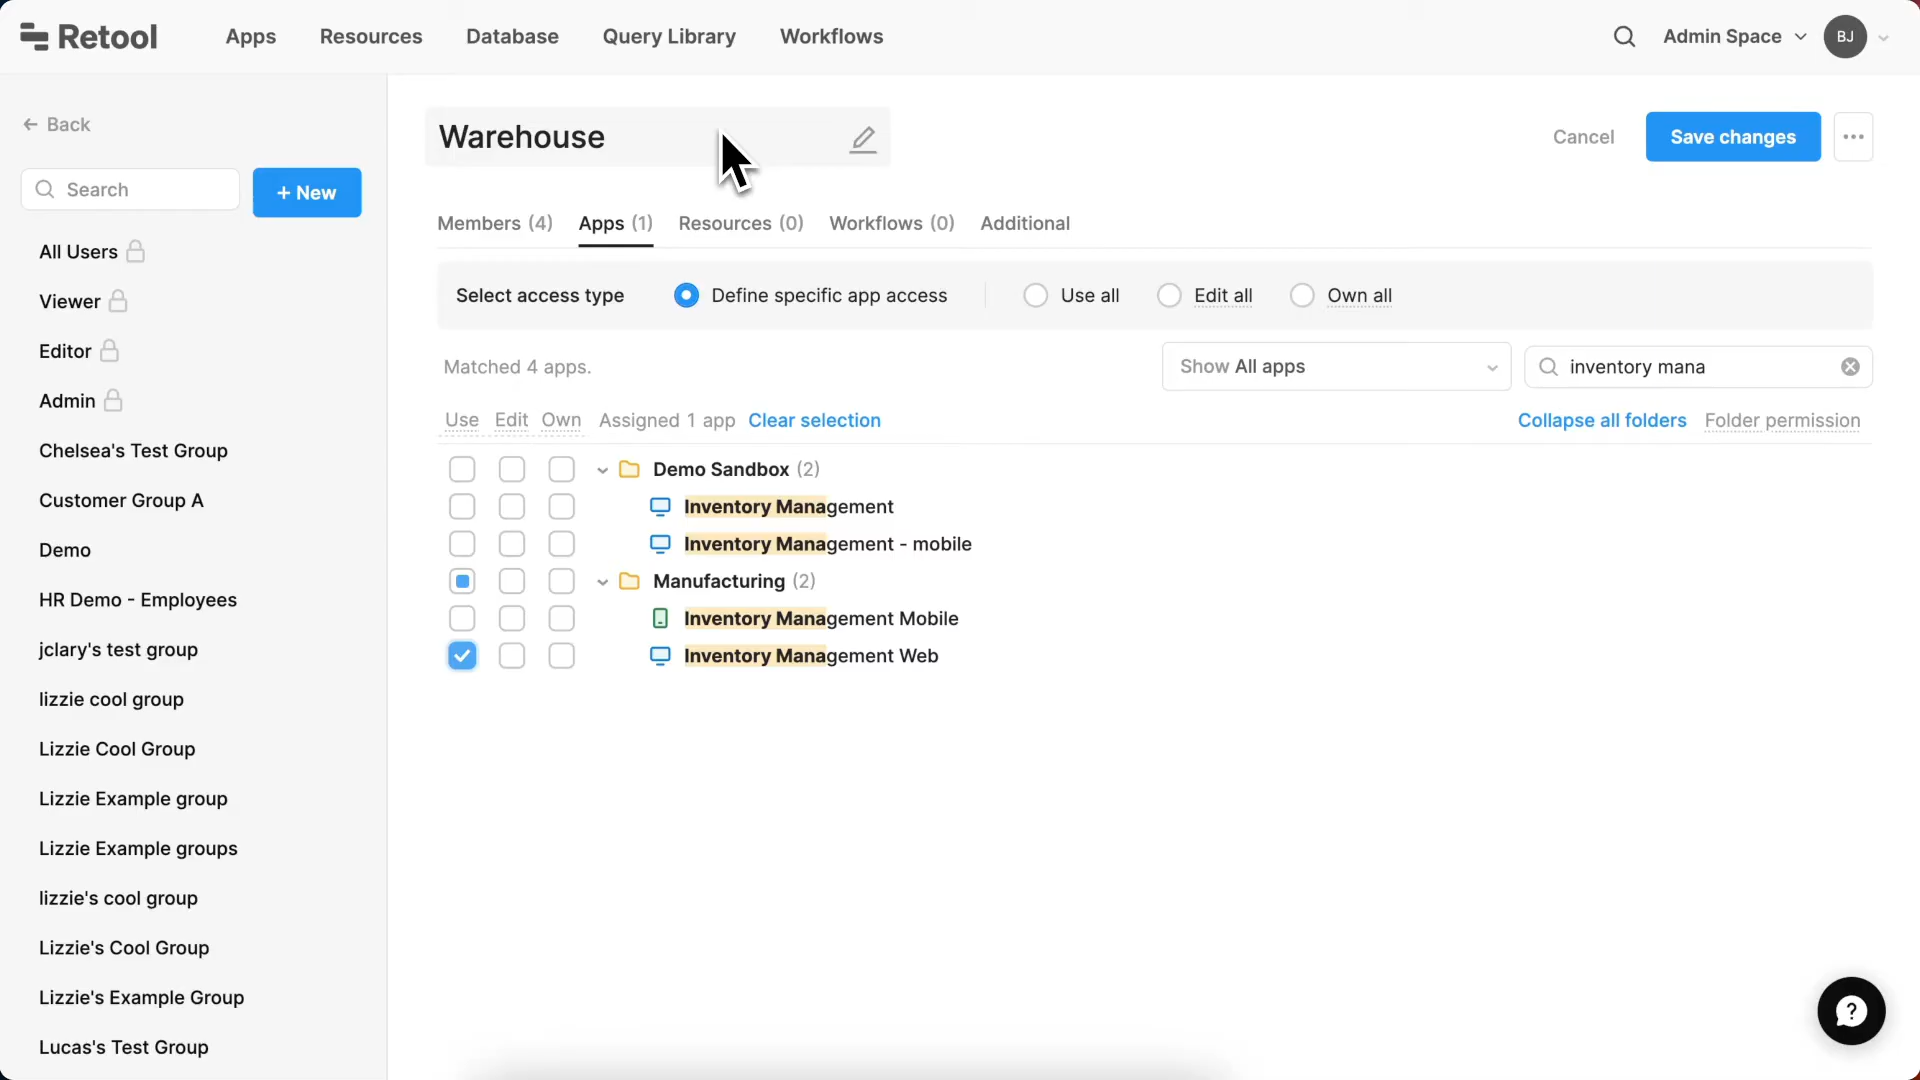 Retool
Apps
Resources
Database
Query Library
Workflows
Admin Space
BJ
Back
Search
+ New
All Users
Viewer
Editor
Admin
Chelsea's Test Group
Customer Group A
Demo
HR Demo - Employees
jclary's test group
lizzie cool group
Lizzie Cool Group
Lizzie Example group
Lizzie Example groups
lizzie's cool group
Lizzie's Cool Group
Lizzie's Example Group
Lucas's Test Group
Warehouse
Cancel
Save changes
Members (4)
Apps (1)
Resources (0)
Workflows (0)
Additional
Select access type
Define specific app access
Use all
Edit all
Own all
Matched 4 apps.
Show All apps
inventory mana
Use
Edit
Own
Assigned 1 app
Clear selection
Collapse all folders
Folder permission
Demo Sandbox (2)
Inventory Management
Inventory Management - mobile
Manufacturing (2)
Inventory Management Mobile
Inventory Management Web
?